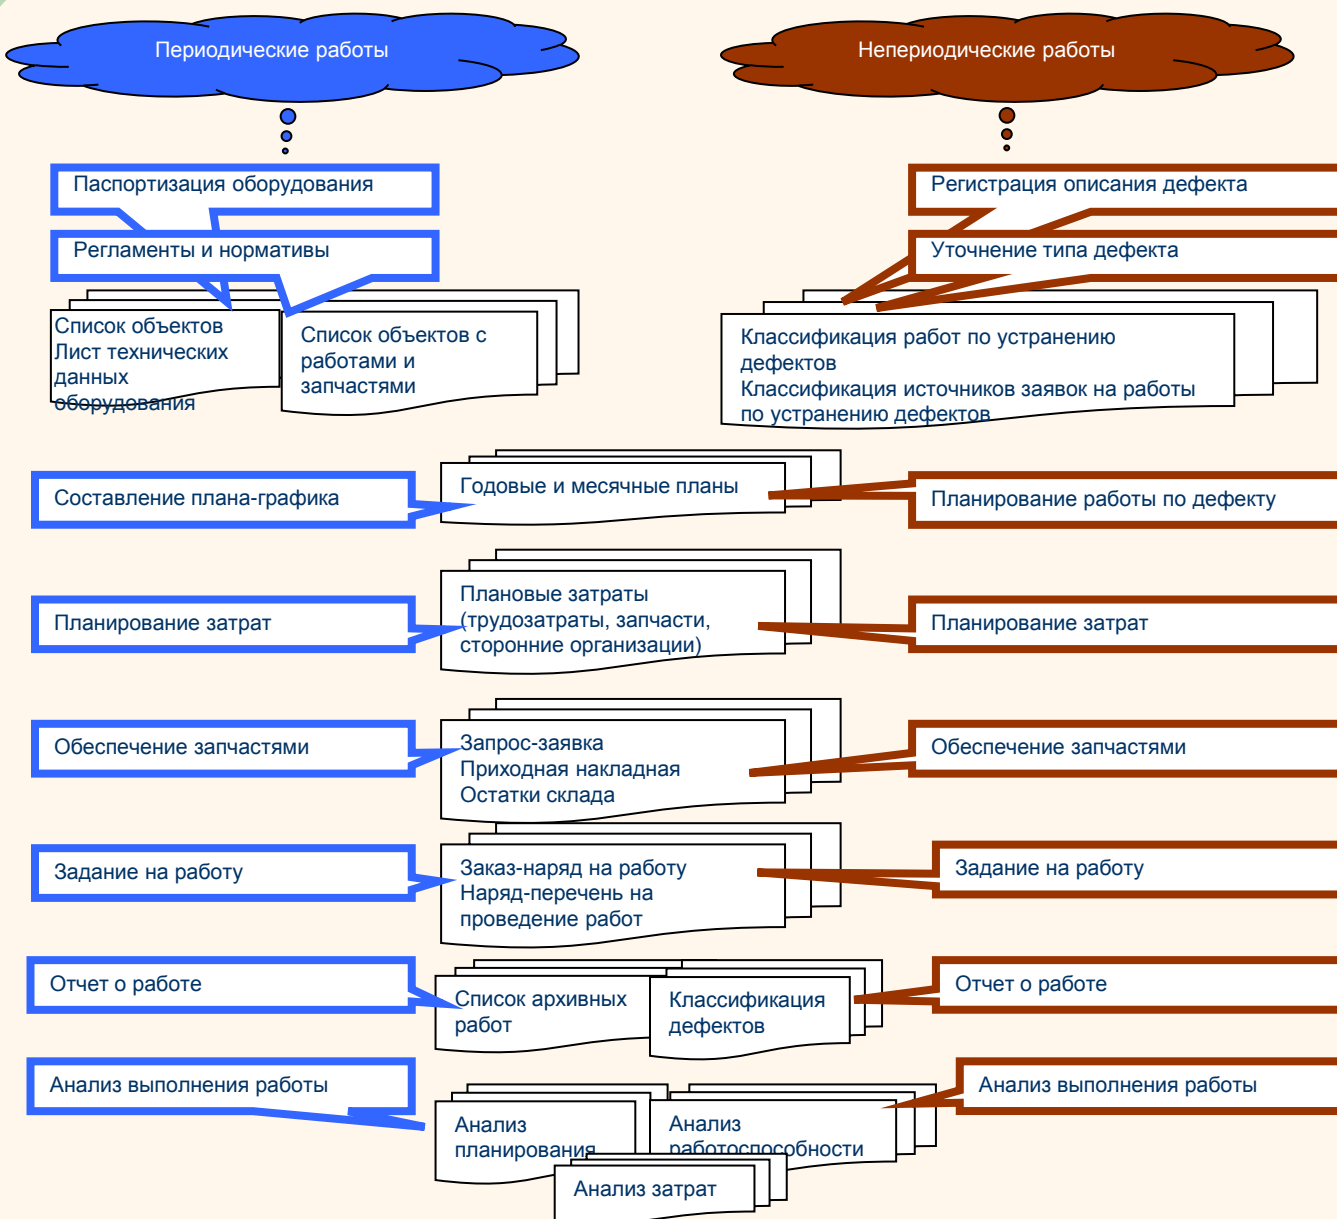 Периодические работы
Непериодические работы
Паспортизация оборудования
Регистрация описания дефекта
Регламенты и нормативы
Уточнение типа дефекта
Список объектов
Лист технических
данных
оборудования
Список объектов с
работами и
запчастями
Классификация работ по устранению
дефектов
Классификация источников заявок на работы
по устранению дефектов
Составление плана-графика
Годовые и месячные планы
Планирование работы по дефекту
Планирование затрат
Плановые затраты
(трудозатраты, запчасти,
сторонние организации)
Планирование затрат
Обеспечение запчастями
Запрос-заявка
Приходная накладная
Остатки склада
Обеспечение запчастями
Задание на работу
Заказ-наряд на работу
Наряд-перечень на
проведение работ
Задание на работу
Отчет о работе
Список архивных
работ
Классификация
дефектов
Отчет о работе
Анализ выполнения работы
Анализ
планирования
Анализ
работоспособности
Анализ выполнения работы
Анализ затрат